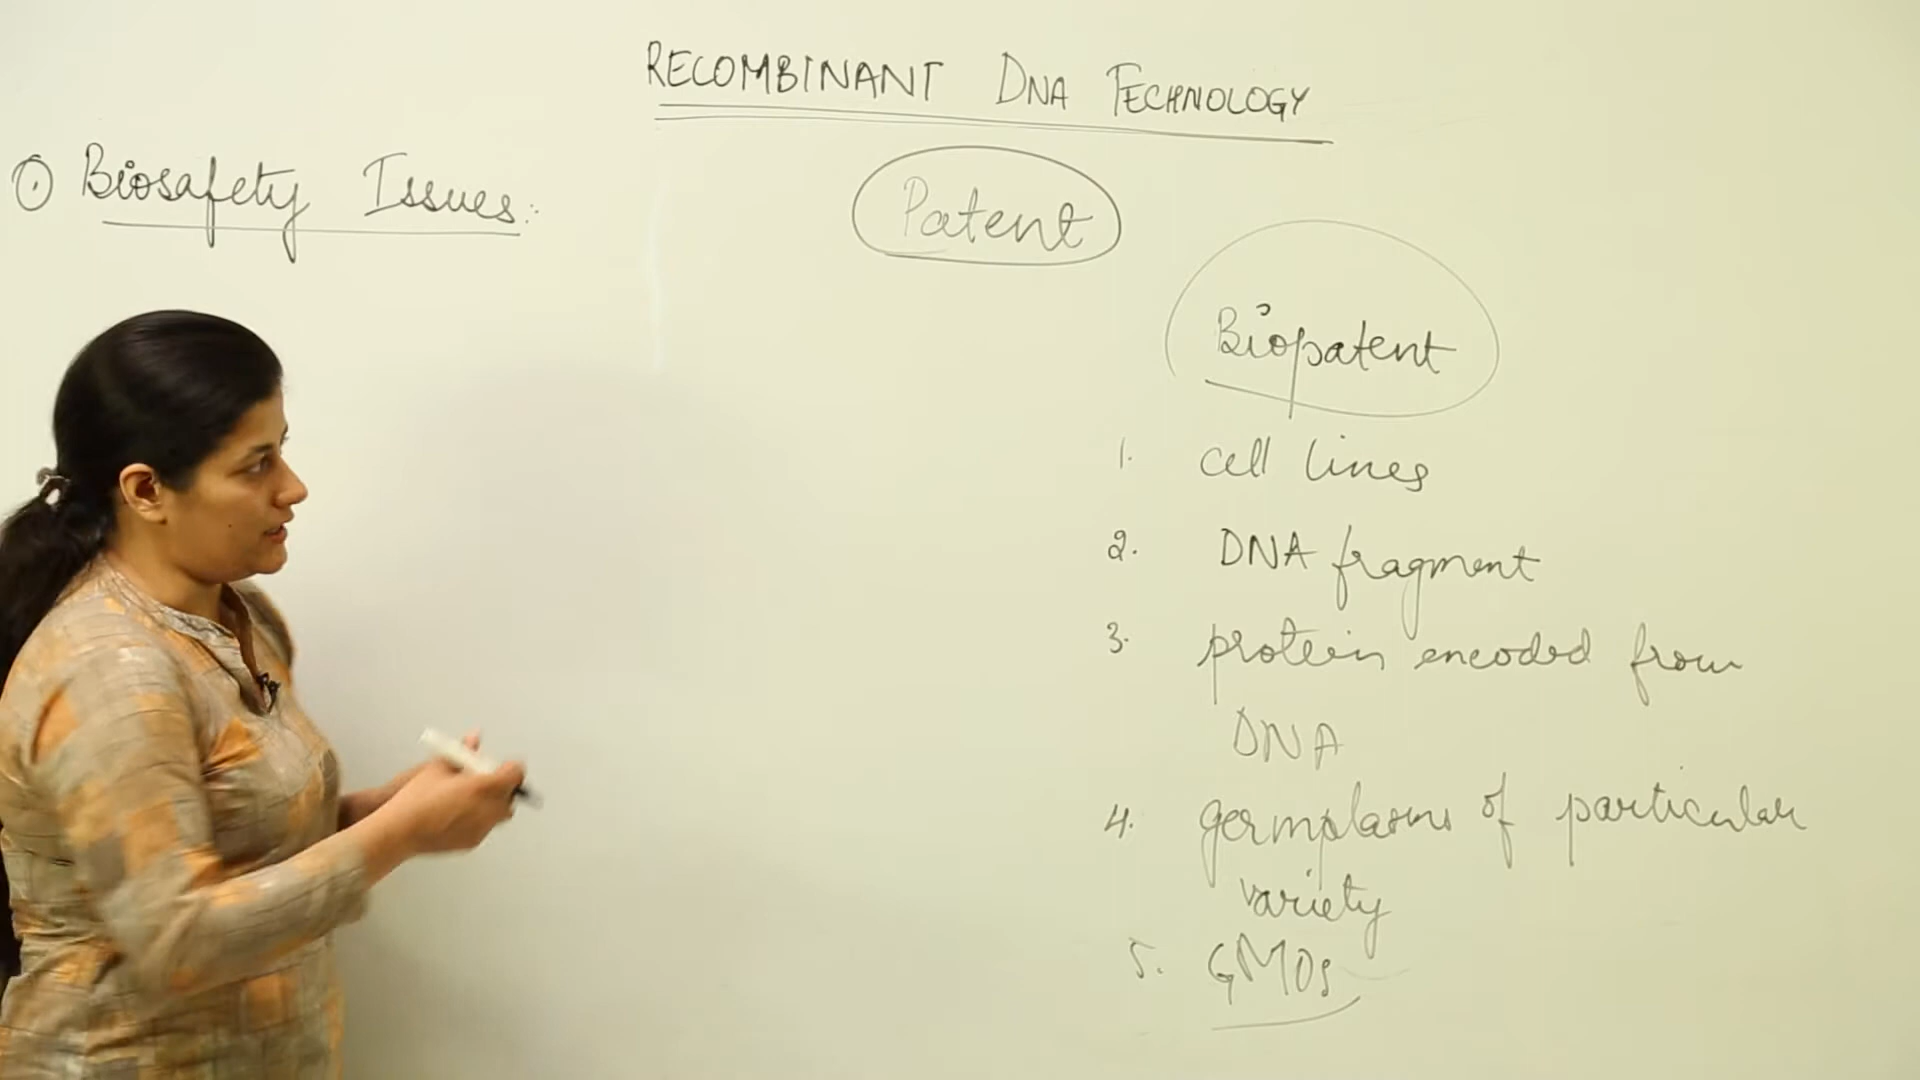 RECOMBINANT DNA TECHNOLOGY
① Biosafety Issues:
Patent
Biopatent
1. cell lines
2. DNA fragment
3. protein encoded from
DNA
4. germplasms of particular
variety
5. GMOs